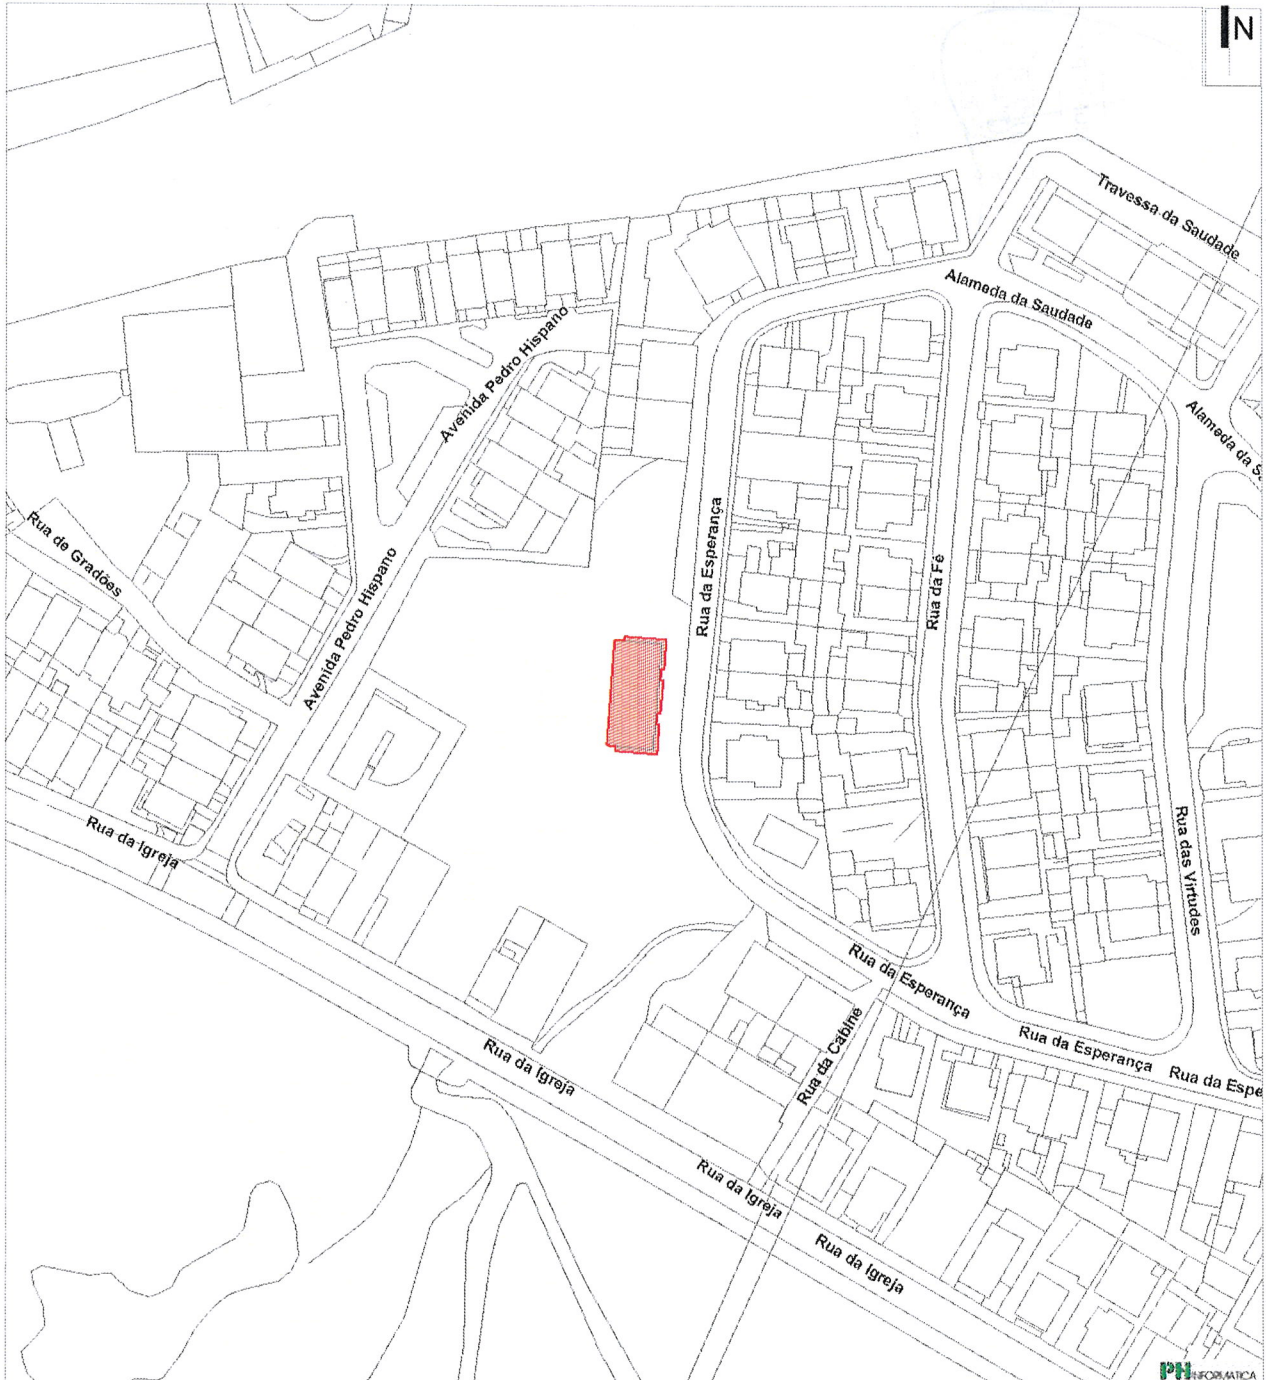 N
Travessa da Saudade
Alameda da Saudade
Avenida Pedro Hispano
Alameda da S
Rua da Esperança
Rua de Gradões
Rua da Fé
Avenida Pedro Hispano
Rua da Igreja
Rua das Virtudes
Rua da Esperança
Rua da Cabine
Rua da Esperança
Rua da Espe
Rua da Igreja
Rua da Igreja
Rua da Igreja
PH INFORMATICA